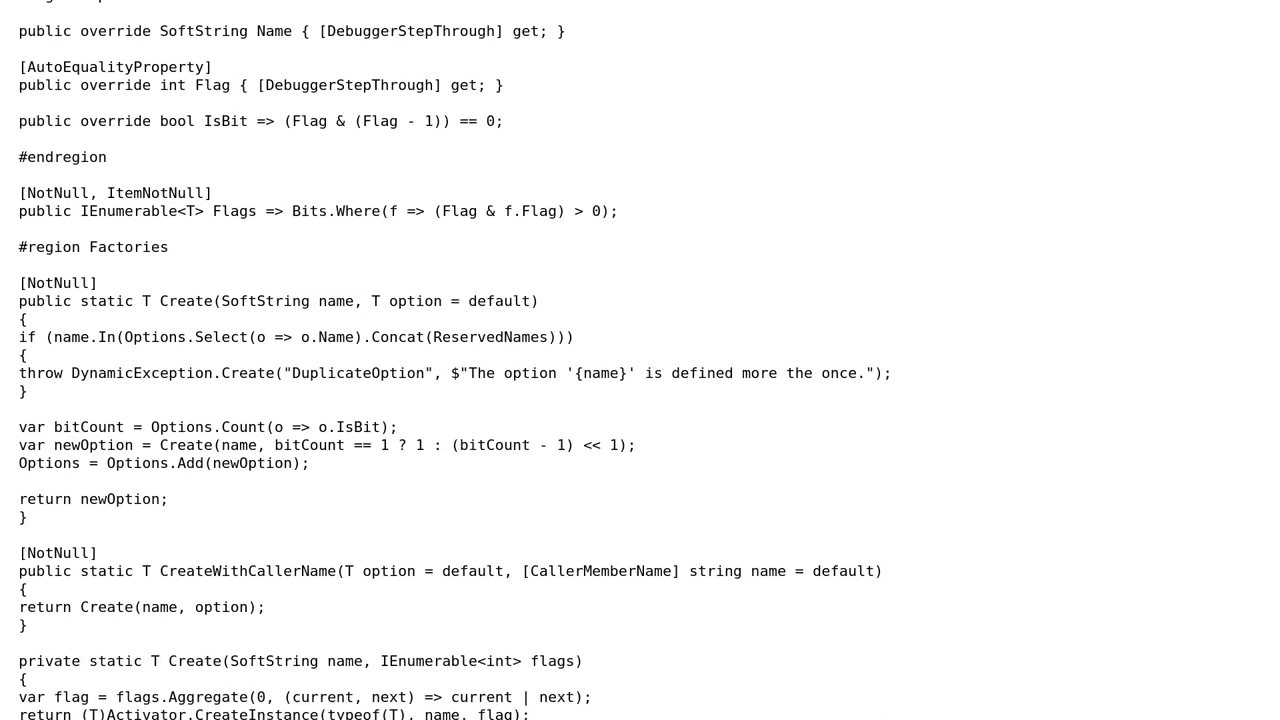 public override SoftString Name { [DebuggerStepThrough] get; }
[AutoEqualityProperty]
public override int Flag { [DebuggerStepThrough] get; }
public override bool IsBit => (Flag & (Flag - 1)) == 0;
#endregion
[NotNull, ItemNotNull]
public IEnumerable<T> Flags => Bits.Where(f => (Flag & f.Flag) > 0);
#region Factories
[NotNull]
public static T Create(SoftString name, T option = default)
{
if (name.In(Options.Select(o => o.Name).Concat(ReservedNames)))
{
throw DynamicException.Create("DuplicateOption", $"The option '{name}' is defined more the once.");
}
var bitCount = Options.Count(o => o.IsBit);
var newOption = Create(name, bitCount == 1 ? 1 : (bitCount - 1) << 1);
Options = Options.Add(newOption);
return newOption;
}
[NotNull]
public static T CreateWithCallerName(T option = default, [CallerMemberName] string name = default)
{
return Create(name, option);
}
private static T Create(SoftString name, IEnumerable<int> flags)
{
var flag = flags.Aggregate(0, (current, next) => current | next);
return (T)Activator.CreateInstance(typeof(T), name, flag);